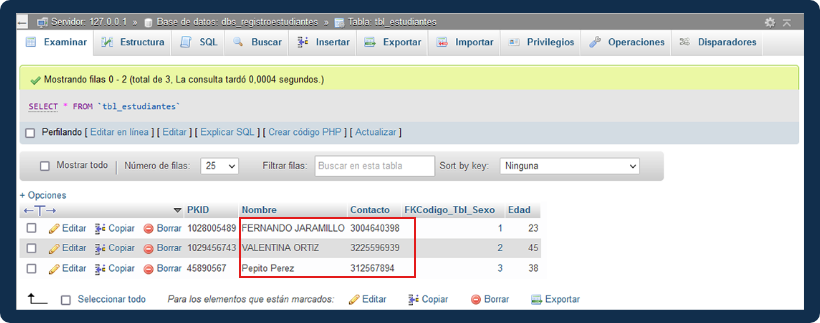 Servidor: 127.0.0.1 » Base de datos: dbs_registroestudiantes » Tabla: tbl_estudiantes
Examinar Estructura SQL Buscar Insertar Exportar Importar Privilegios Operaciones Disparadores
Mostrando filas 0 - 2 (total de 3, La consulta tardó 0,0004 segundos.)
SELECT * FROM `tbl_estudiantes`
Perfilando [ Editar en línea ] [ Editar ] [ Explicar SQL ] [ Crear código PHP ] [ Actualizar ]
Mostrar todo | Número de filas: 25 Filtrar filas: Buscar en esta tabla Sort by key: Ninguna
+ Opciones
←T→ PKID Nombre Contacto FKCodigo_Tbl_Sexo Edad
Editar Copiar Borrar 1028005489 FERNANDO JARAMILLO 3004640398 1 23
Editar Copiar Borrar 1029456743 VALENTINA ORTIZ 3225596939 2 45
Editar Copiar Borrar 45890567 Pepito Perez 312567894 3 38
Seleccionar todo Para los elementos que están marcados: Editar Copiar Borrar Exportar